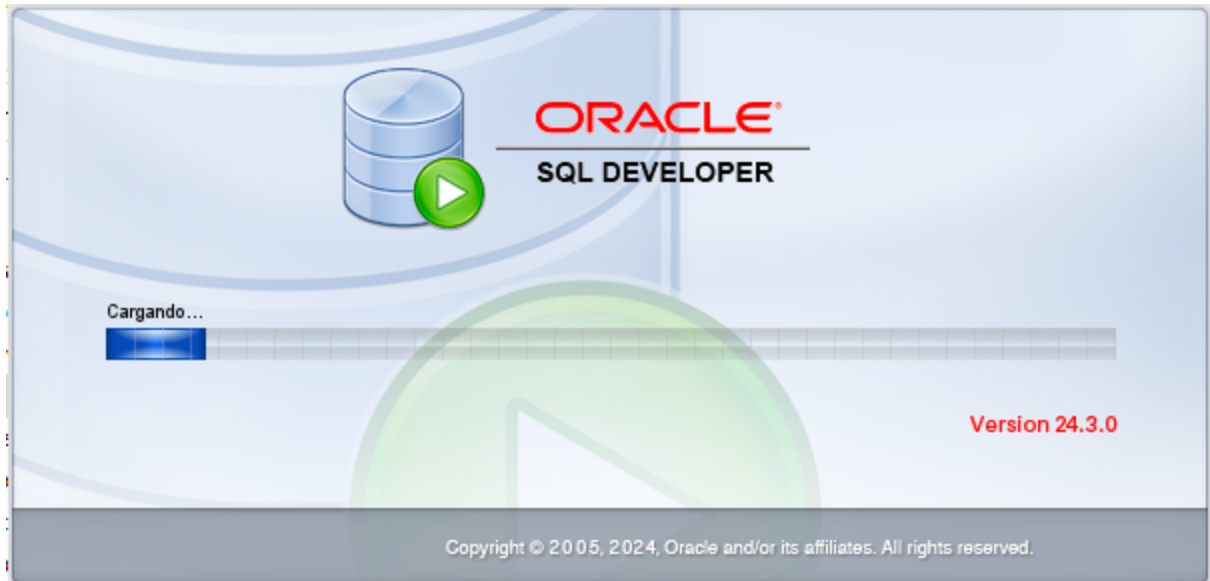 ORACLE®
SQL DEVELOPER
Cargando...
Version 24.3.0
Copyright © 2005, 2024, Oracle and/or its affiliates. All rights reserved.